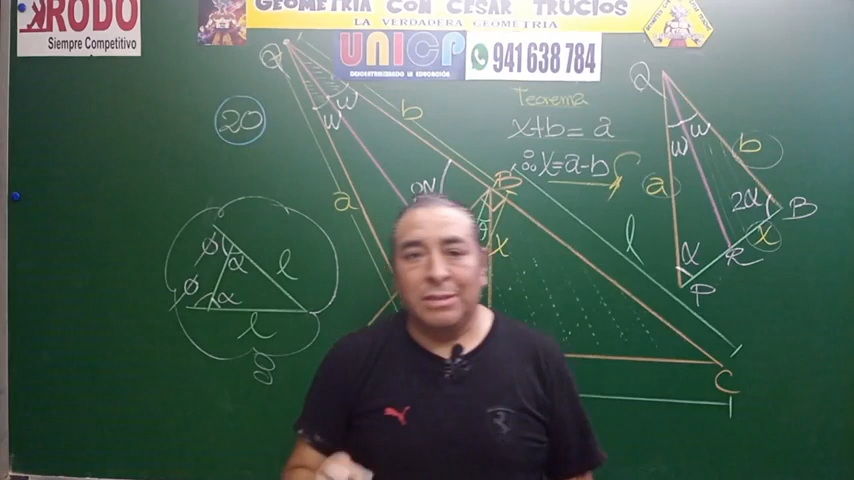 RODO
Siempre Competitivo
GEOMETRIA CON CESAR TRUCIOS
LA VERDADERA GEOMETRIA
UNICP
DESCENTRALIZANDO LA EDUCACIÓN
941 638 784
20
Q
ω
ω
b
a
B
x
l
C
Teorema
x+b= a
∴ x=a-b
Q
ω
ω
b
a
2α
B
x
R
α
P
φ
α
l
φ
α
l